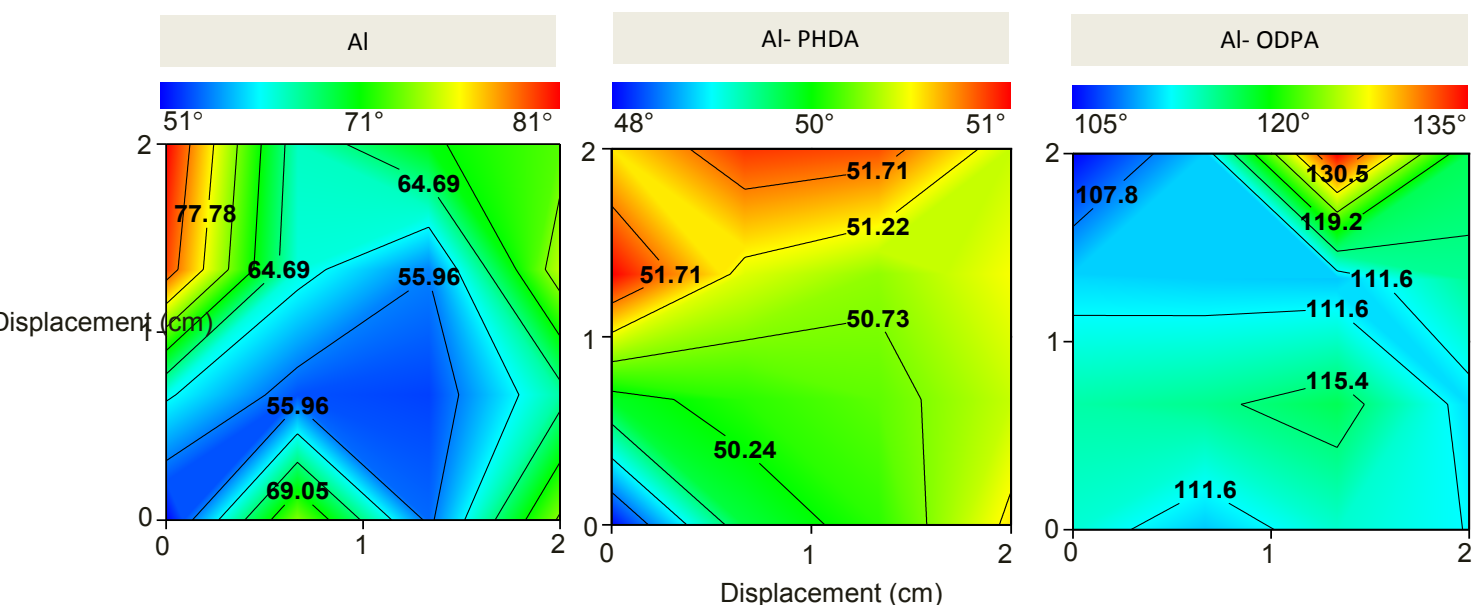 Al
Al- PHDA
Al- ODPA
51° 71° 81°
48° 50° 51°
105° 120° 135°
2
77.78
64.69
64.69
55.96
55.96
69.05
Displacement (cm)
1
0
0 1 2
2
51.71
51.22
51.71
50.73
50.24
1
0
0 1 2
Displacement (cm)
2
107.8
130.5
119.2
111.6
111.6
115.4
111.6
1
0
0 1 2